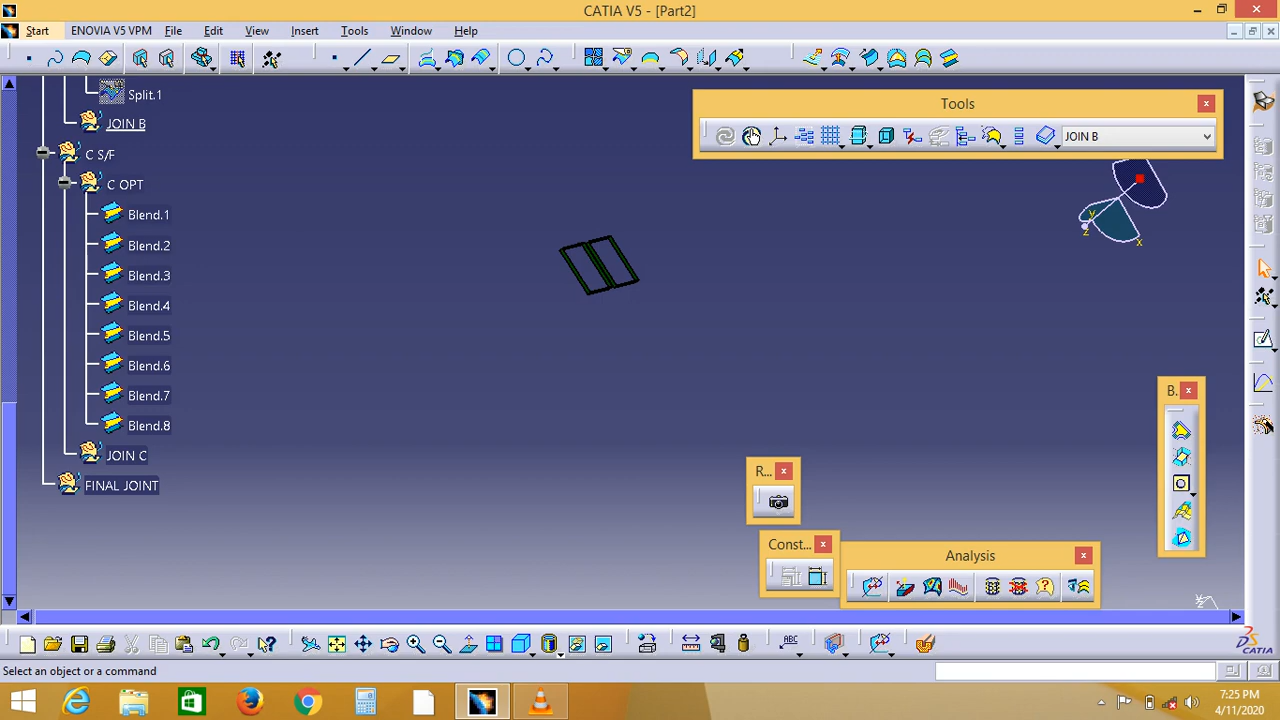 CATIA V5 - [Part2]
Start ENOVIA V5 VPM File Edit View Insert Tools Window Help
Tools
JOIN B
Split.1
JOIN B
C S/F
C OPT
Blend.1
Blend.2
Blend.3
Blend.4
Blend.5
Blend.6
Blend.7
Blend.8
JOIN C
FINAL JOINT
y
z
x
B.
R...
Const...
Analysis
ABC
CATIA
Select an object or a command
7:25 PM
4/11/2020